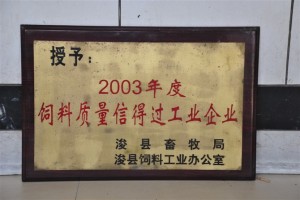 授予：
2003年度
饲料质量信得过工业企业
浚县畜牧局
浚县饲料工业办公室